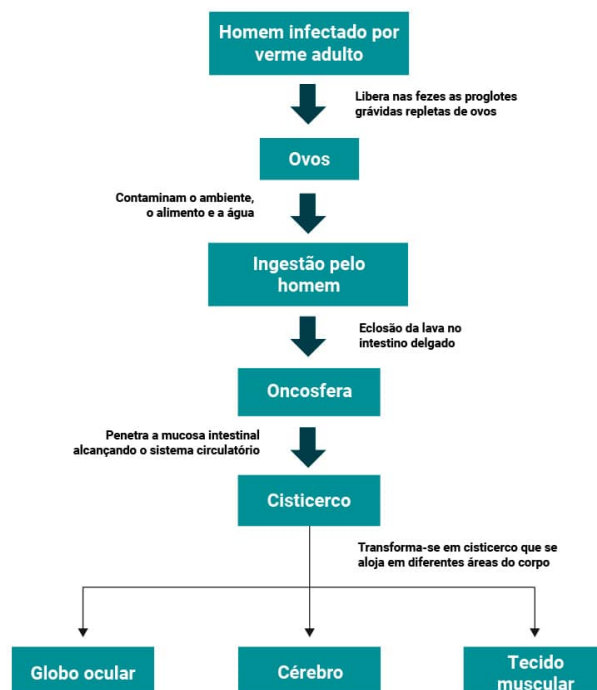 Homem infectado por
verme adulto
Libera nas fezes as proglotes
grávidas repletas de ovos
Ovos
Contaminam o ambiente,
o alimento e a água
Ingestão pelo
homem
Eclosão da lava no
intestino delgado
Oncosfera
Penetra a mucosa intestinal
alcançando o sistema circulatório
Cisticerco
Transforma-se em cisticerco que se
aloja em diferentes áreas do corpo
Globo ocular
Cérebro
Tecido
muscular